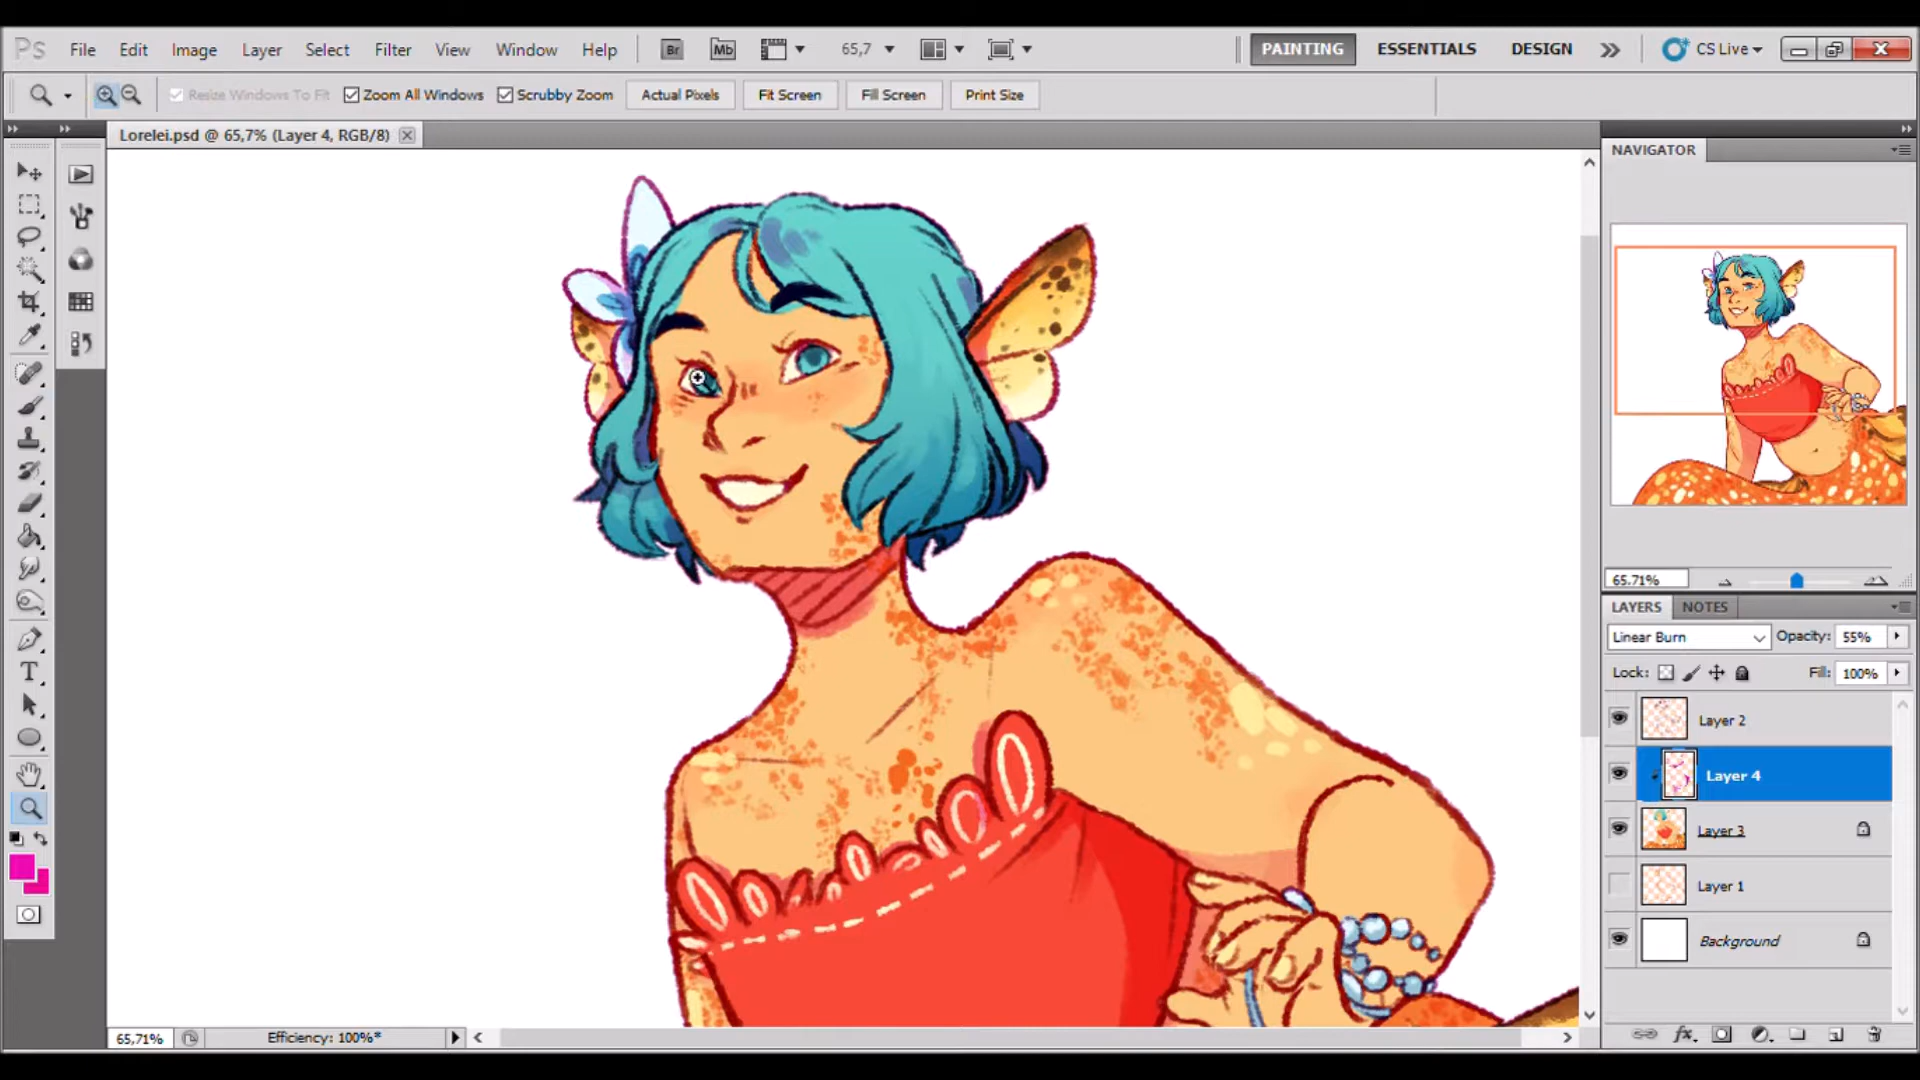 Ps File Edit Image Layer Select Filter View Window Help Br Mb 65,7 PAINTING ESSENTIALS DESIGN CS Live
Resize Windows To Fit Zoom All Windows Scrubby Zoom Actual Pixels Fit Screen Fill Screen Print Size
Lorelei.psd @ 65,7% (Layer 4, RGB/8)
NAVIGATOR
65.71%
LAYERS NOTES
Linear Burn Opacity: 55%
Lock: Fill: 100%
Layer 2
Layer 4
Layer 3
Layer 1
Background
T
fx
65,71% Efficiency: 100%*